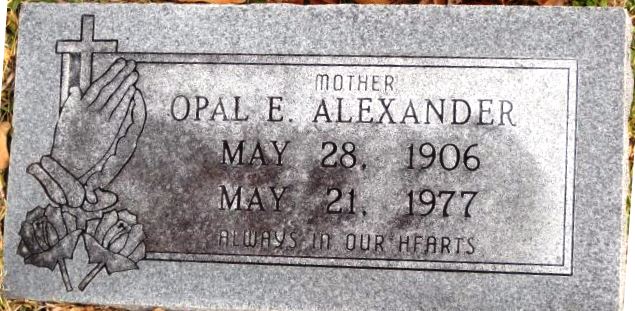 MOTHER
OPAL E. ALEXANDER
MAY 28, 1906
MAY 21, 1977
ALWAYS IN OUR HEARTS